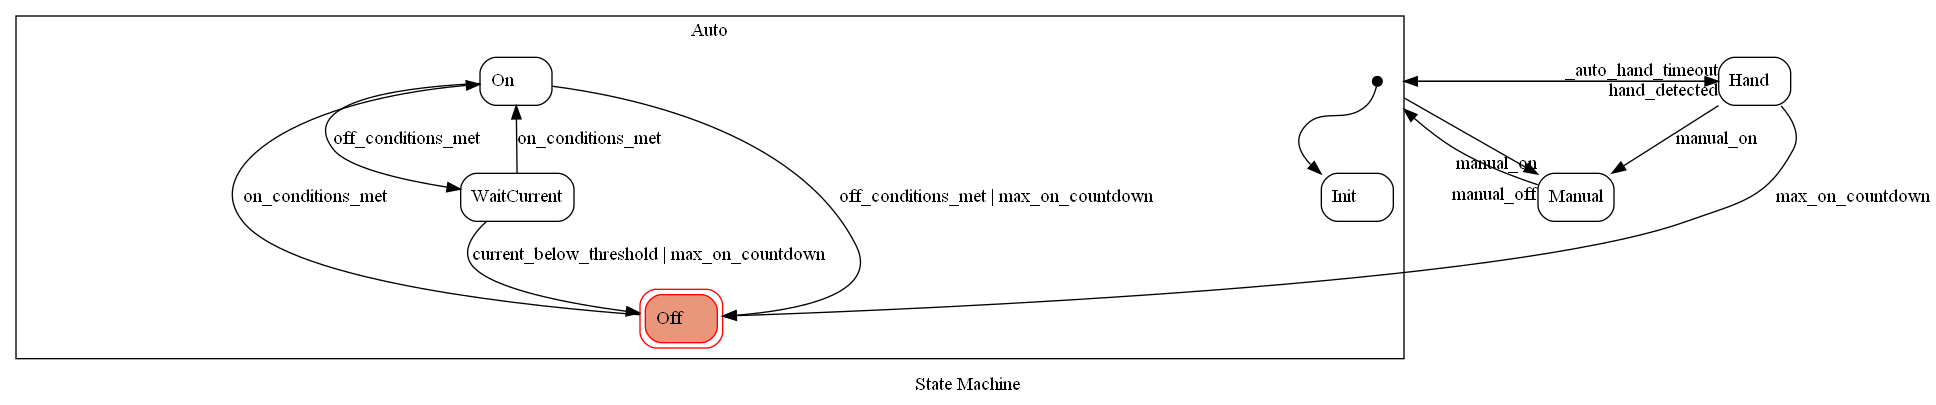 Auto
On
_auto_hand_timeout
Hand
hand_detected
off_conditions_met
on_conditions_met
manual_on
manual_on
on_conditions_met
WaitCurrent
off_conditions_met | max_on_countdown
Init
manual_off
Manual
max_on_countdown
current_below_threshold | max_on_countdown
Off
State Machine